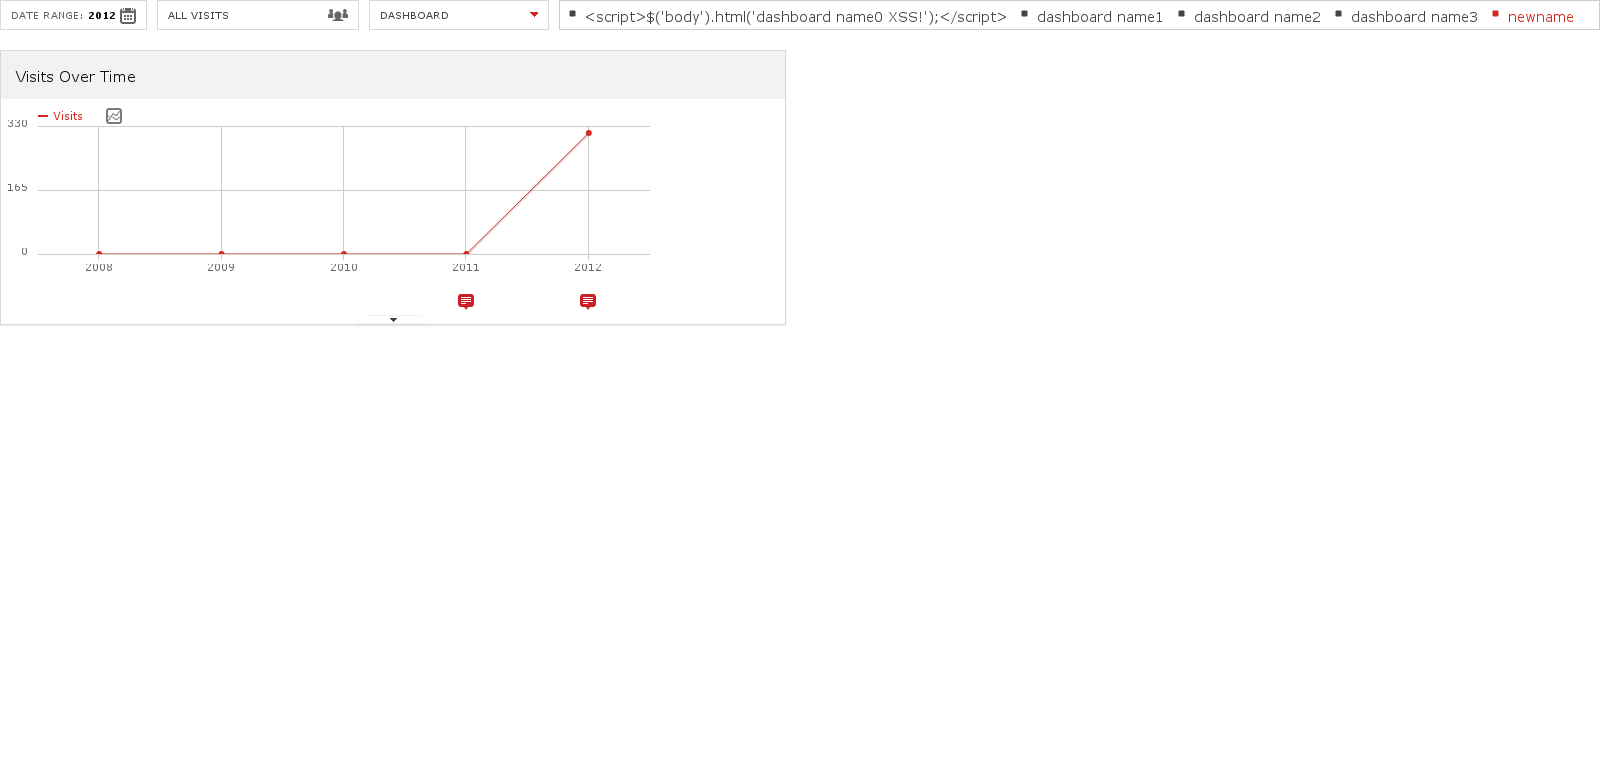 DATE RANGE: 2012
ALL VISITS
DASHBOARD
<script>$('body').html('dashboard name0 XSS!');</script>
dashboard name1
dashboard name2
dashboard name3
newname
Visits Over Time
Visits
330
165
0
2008 2009 2010 2011 2012